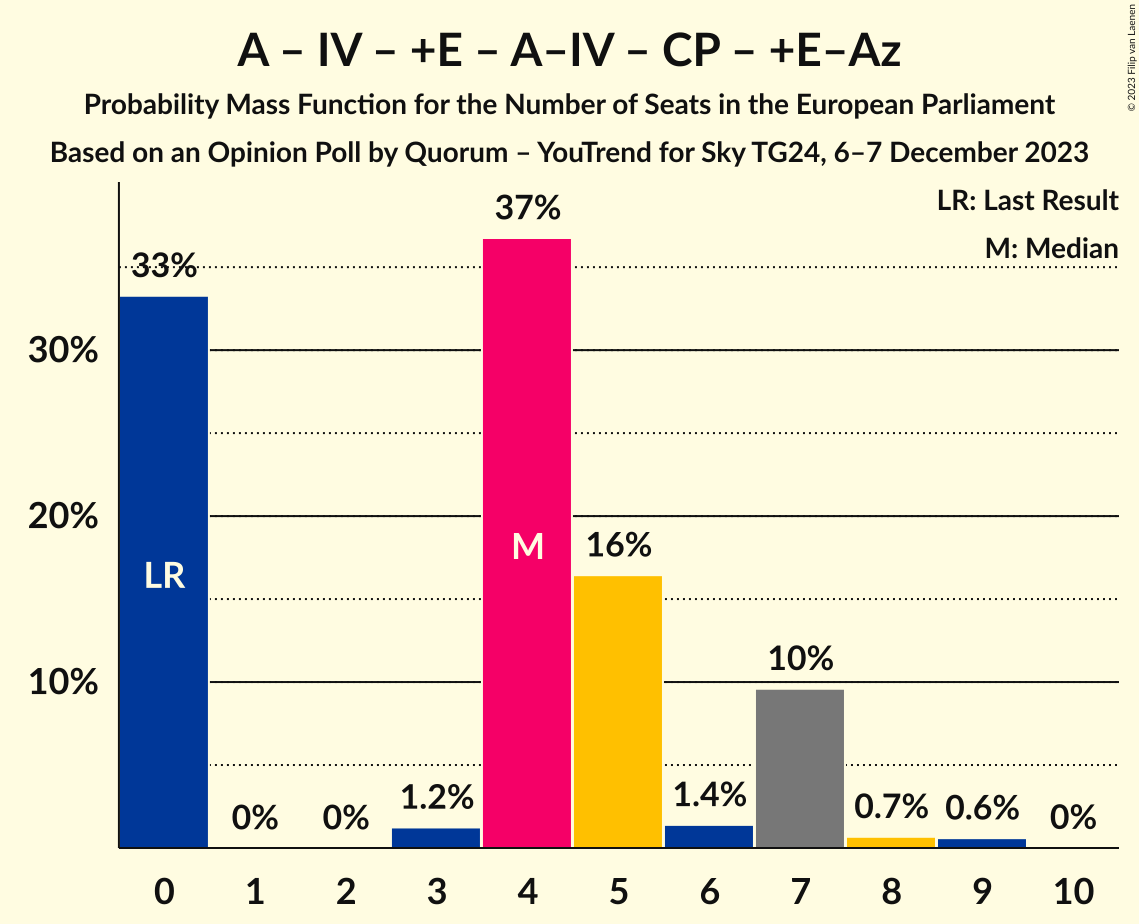 A – IV – +E – A–IV – CP – +E–Az
Probability Mass Function for the Number of Seats in the European Parliament
Based on an Opinion Poll by Quorum – YouTrend for Sky TG24, 6–7 December 2023
© 2023 Filip van Laenen
LR: Last Result
M: Median
30%
20%
10%
33%
0%
0%
1.2%
37%
16%
1.4%
10%
0.7%
0.6%
0%
LR
M
0 1 2 3 4 5 6 7 8 9 10